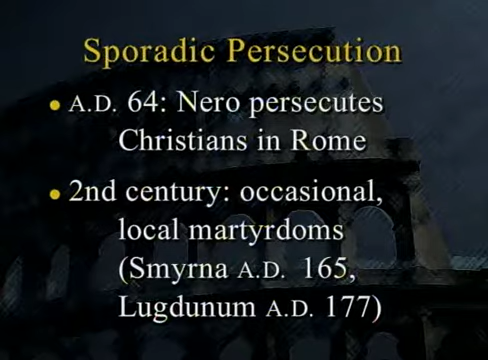 Sporadic Persecution
• A.D. 64: Nero persecutes
Christians in Rome
• 2nd century: occasional,
local martyrdoms
(Smyrna A.D. 165,
Lugdunum A.D. 177)